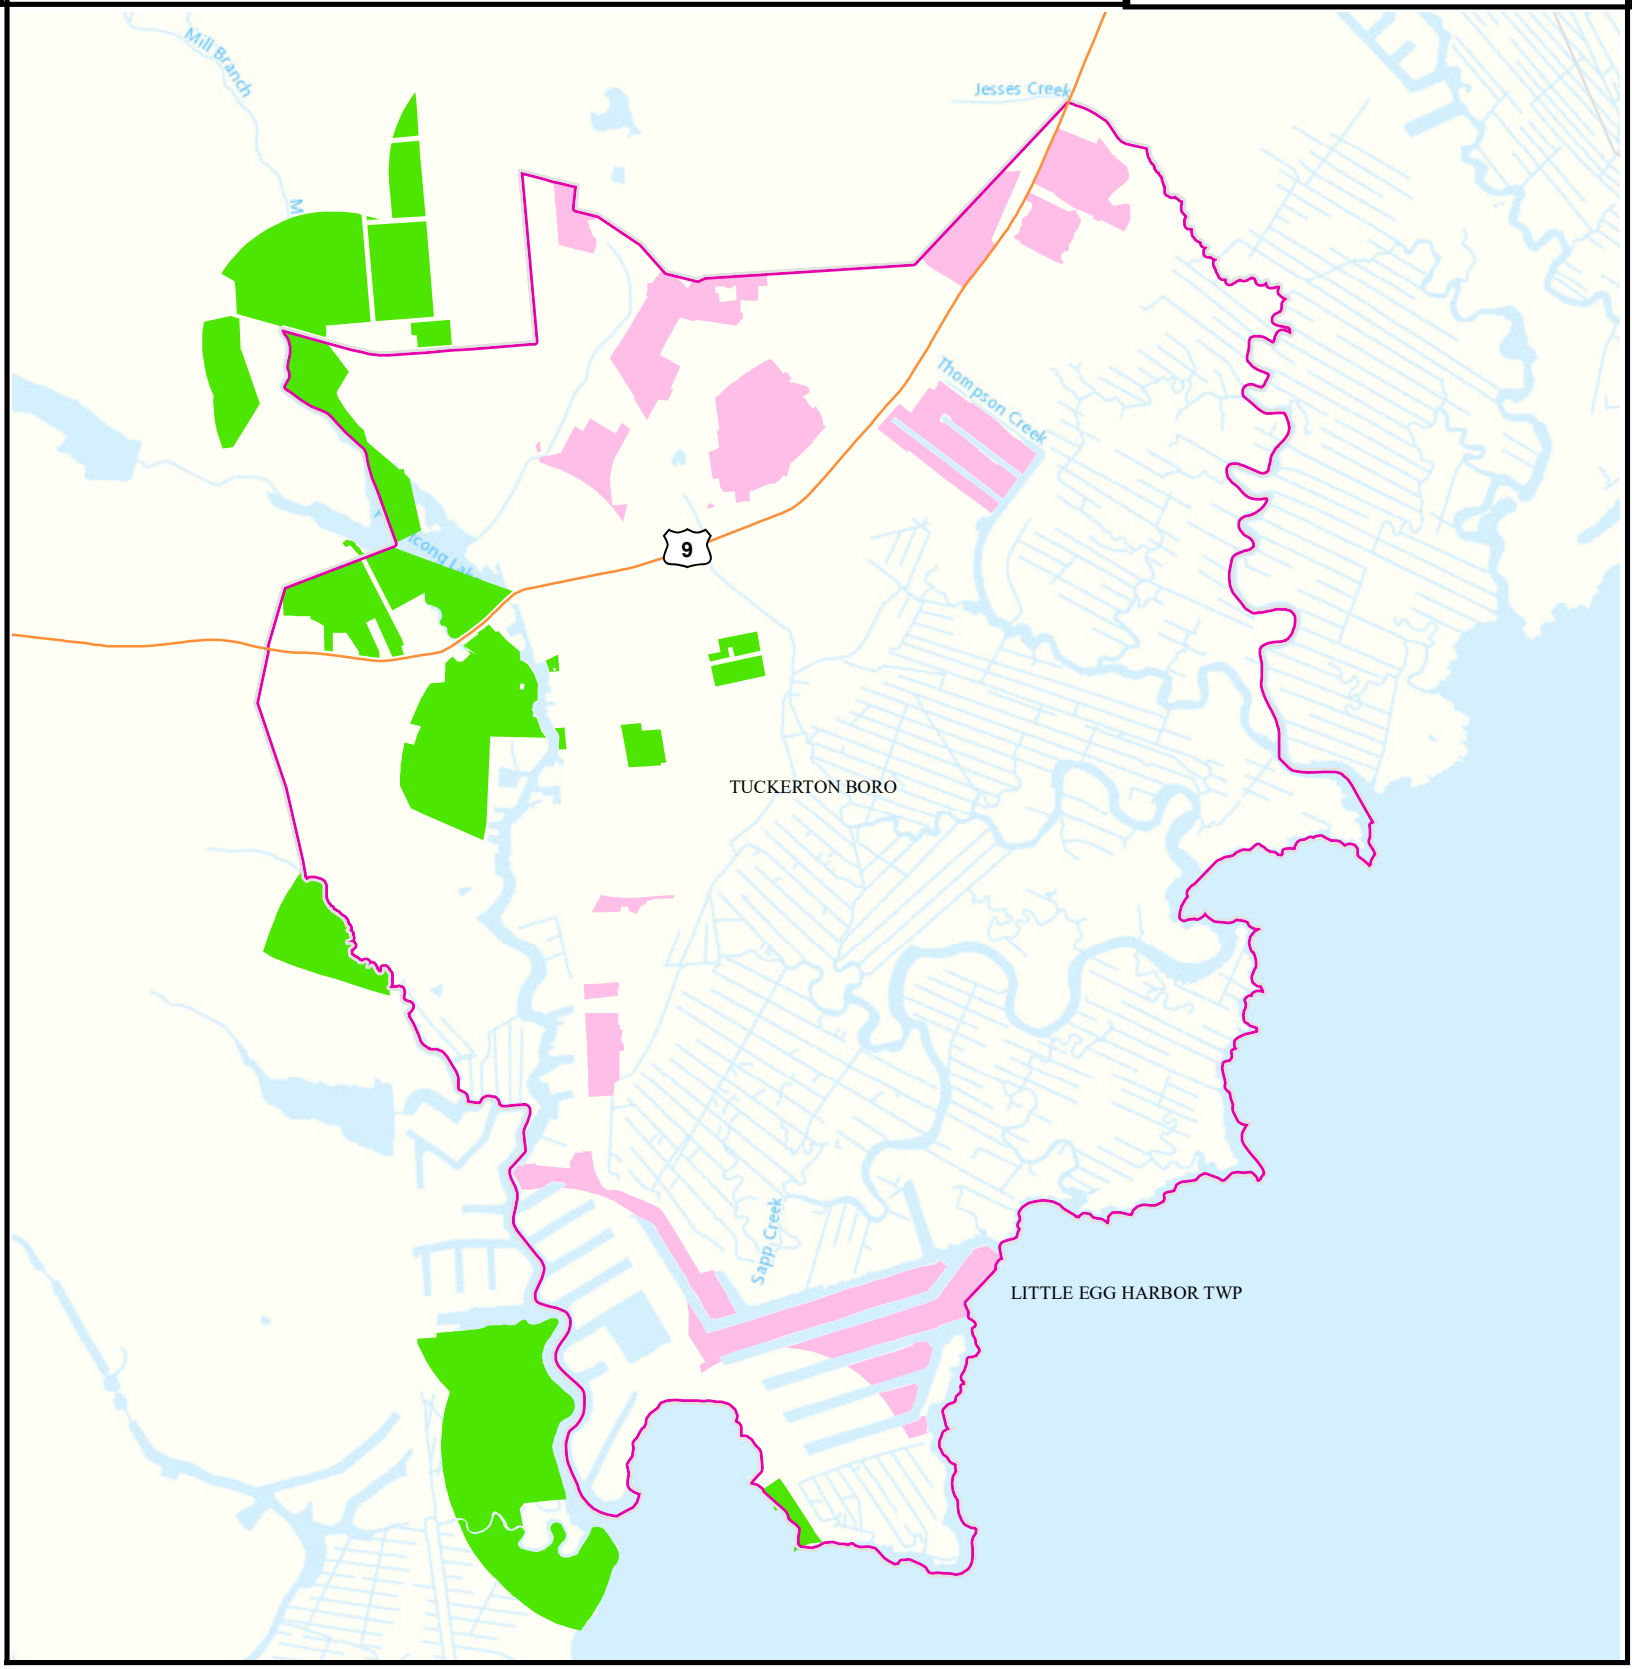 Mill Branch
Jesses Creek
M
Thompson Creek
9
TUCKERTON BORO
Sapp Creek
LITTLE EGG HARBOR TWP